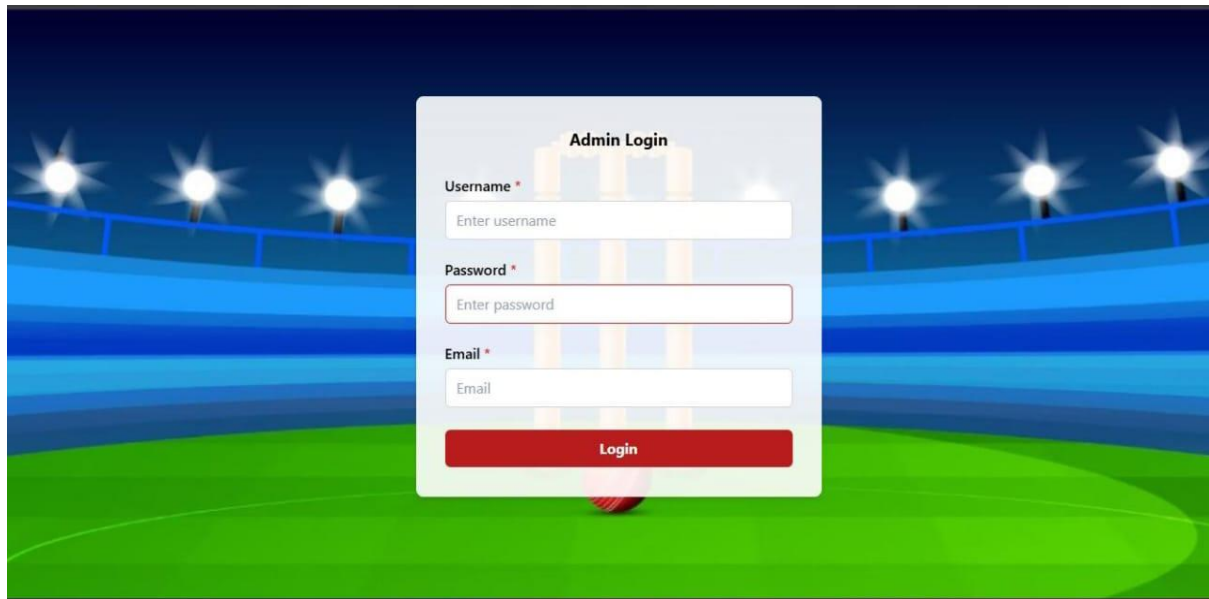 Admin Login
Username *
Enter username
Password *
Enter password
Email *
Email
Login